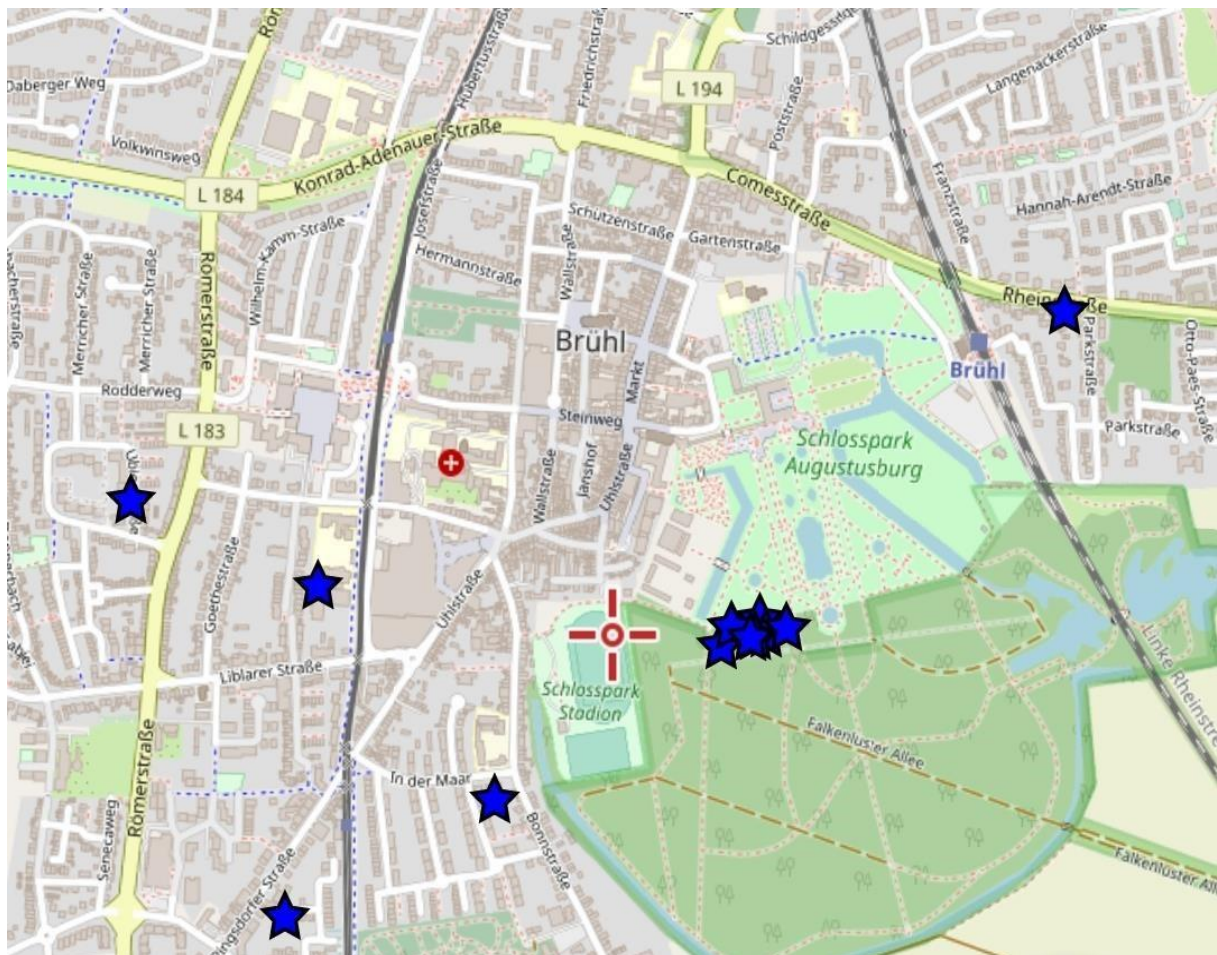 Schildgesstraße
Daberger Weg
Hubertusstraße
Friedrichstraße
L 194
Poststraße
Langenackerstraße
Volkwinsweg
Konrad-Adenauer-Straße
L 184
Josefstraße
Comesstraße
Franzstraße
Hannah-Arendt-Straße
Schützenstraße
Gartenstraße
Wilhelm-Kamm-Straße
Hermannstraße
Wallstraße
Römerstraße
Merricher Straße
Merricher Straße
Brühl
Parkstraße
Otto-Paes-Straße
Brühl
Markt
Rodderweg
Steinweg
L 183
Parkstraße
Schlosspark
Augustusburg
Wallstraße
Janshof
Uhlstraße
Goethestraße
Uhlstraße
Liblarer Straße
Schlosspark
Stadion
Falkenluster Allee
In der Maar
Römerstraße
Senecaweg
Bonnstraße